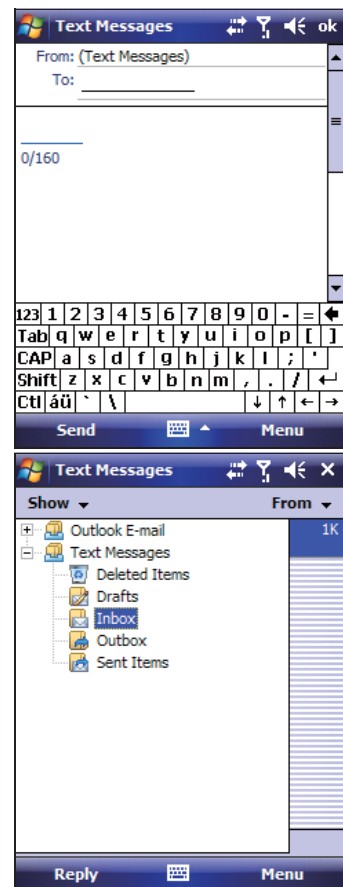 Text Messages ok
From: (Text Messages)
To:
0/160
123 1 2 3 4 5 6 7 8 9 0 - =
Tab q w e r t y u i o p [ ]
CAP a s d f g h j k l ; '
Shift z x c v b n m , . /
Ctl áü ` \
Send Menu
Text Messages
Show From
Outlook E-mail 1K
Text Messages
Deleted Items
Drafts
Inbox
Outbox
Sent Items
Reply Menu